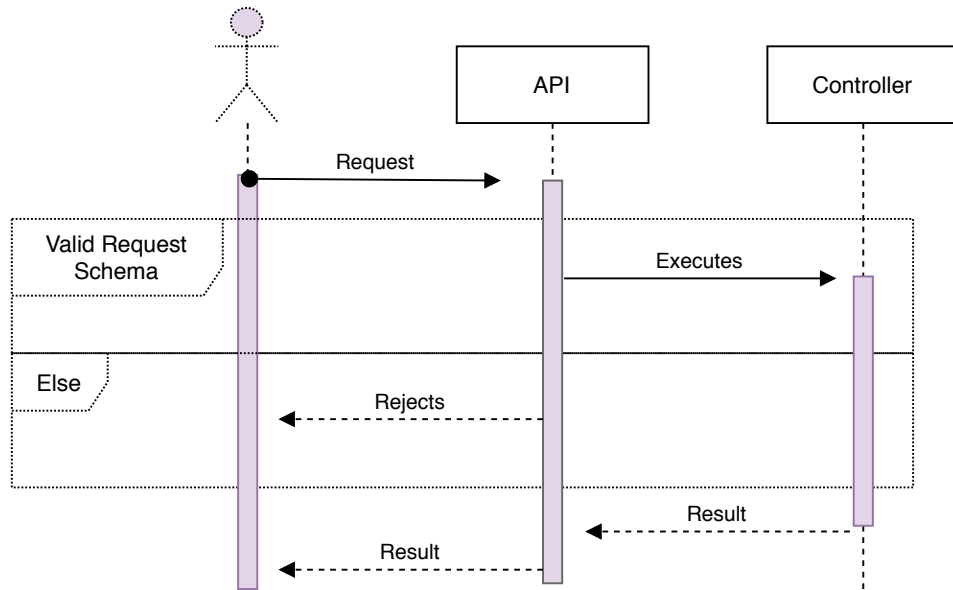 API
Controller
Request
Valid Request
Schema
Executes
Else
Rejects
Result
Result